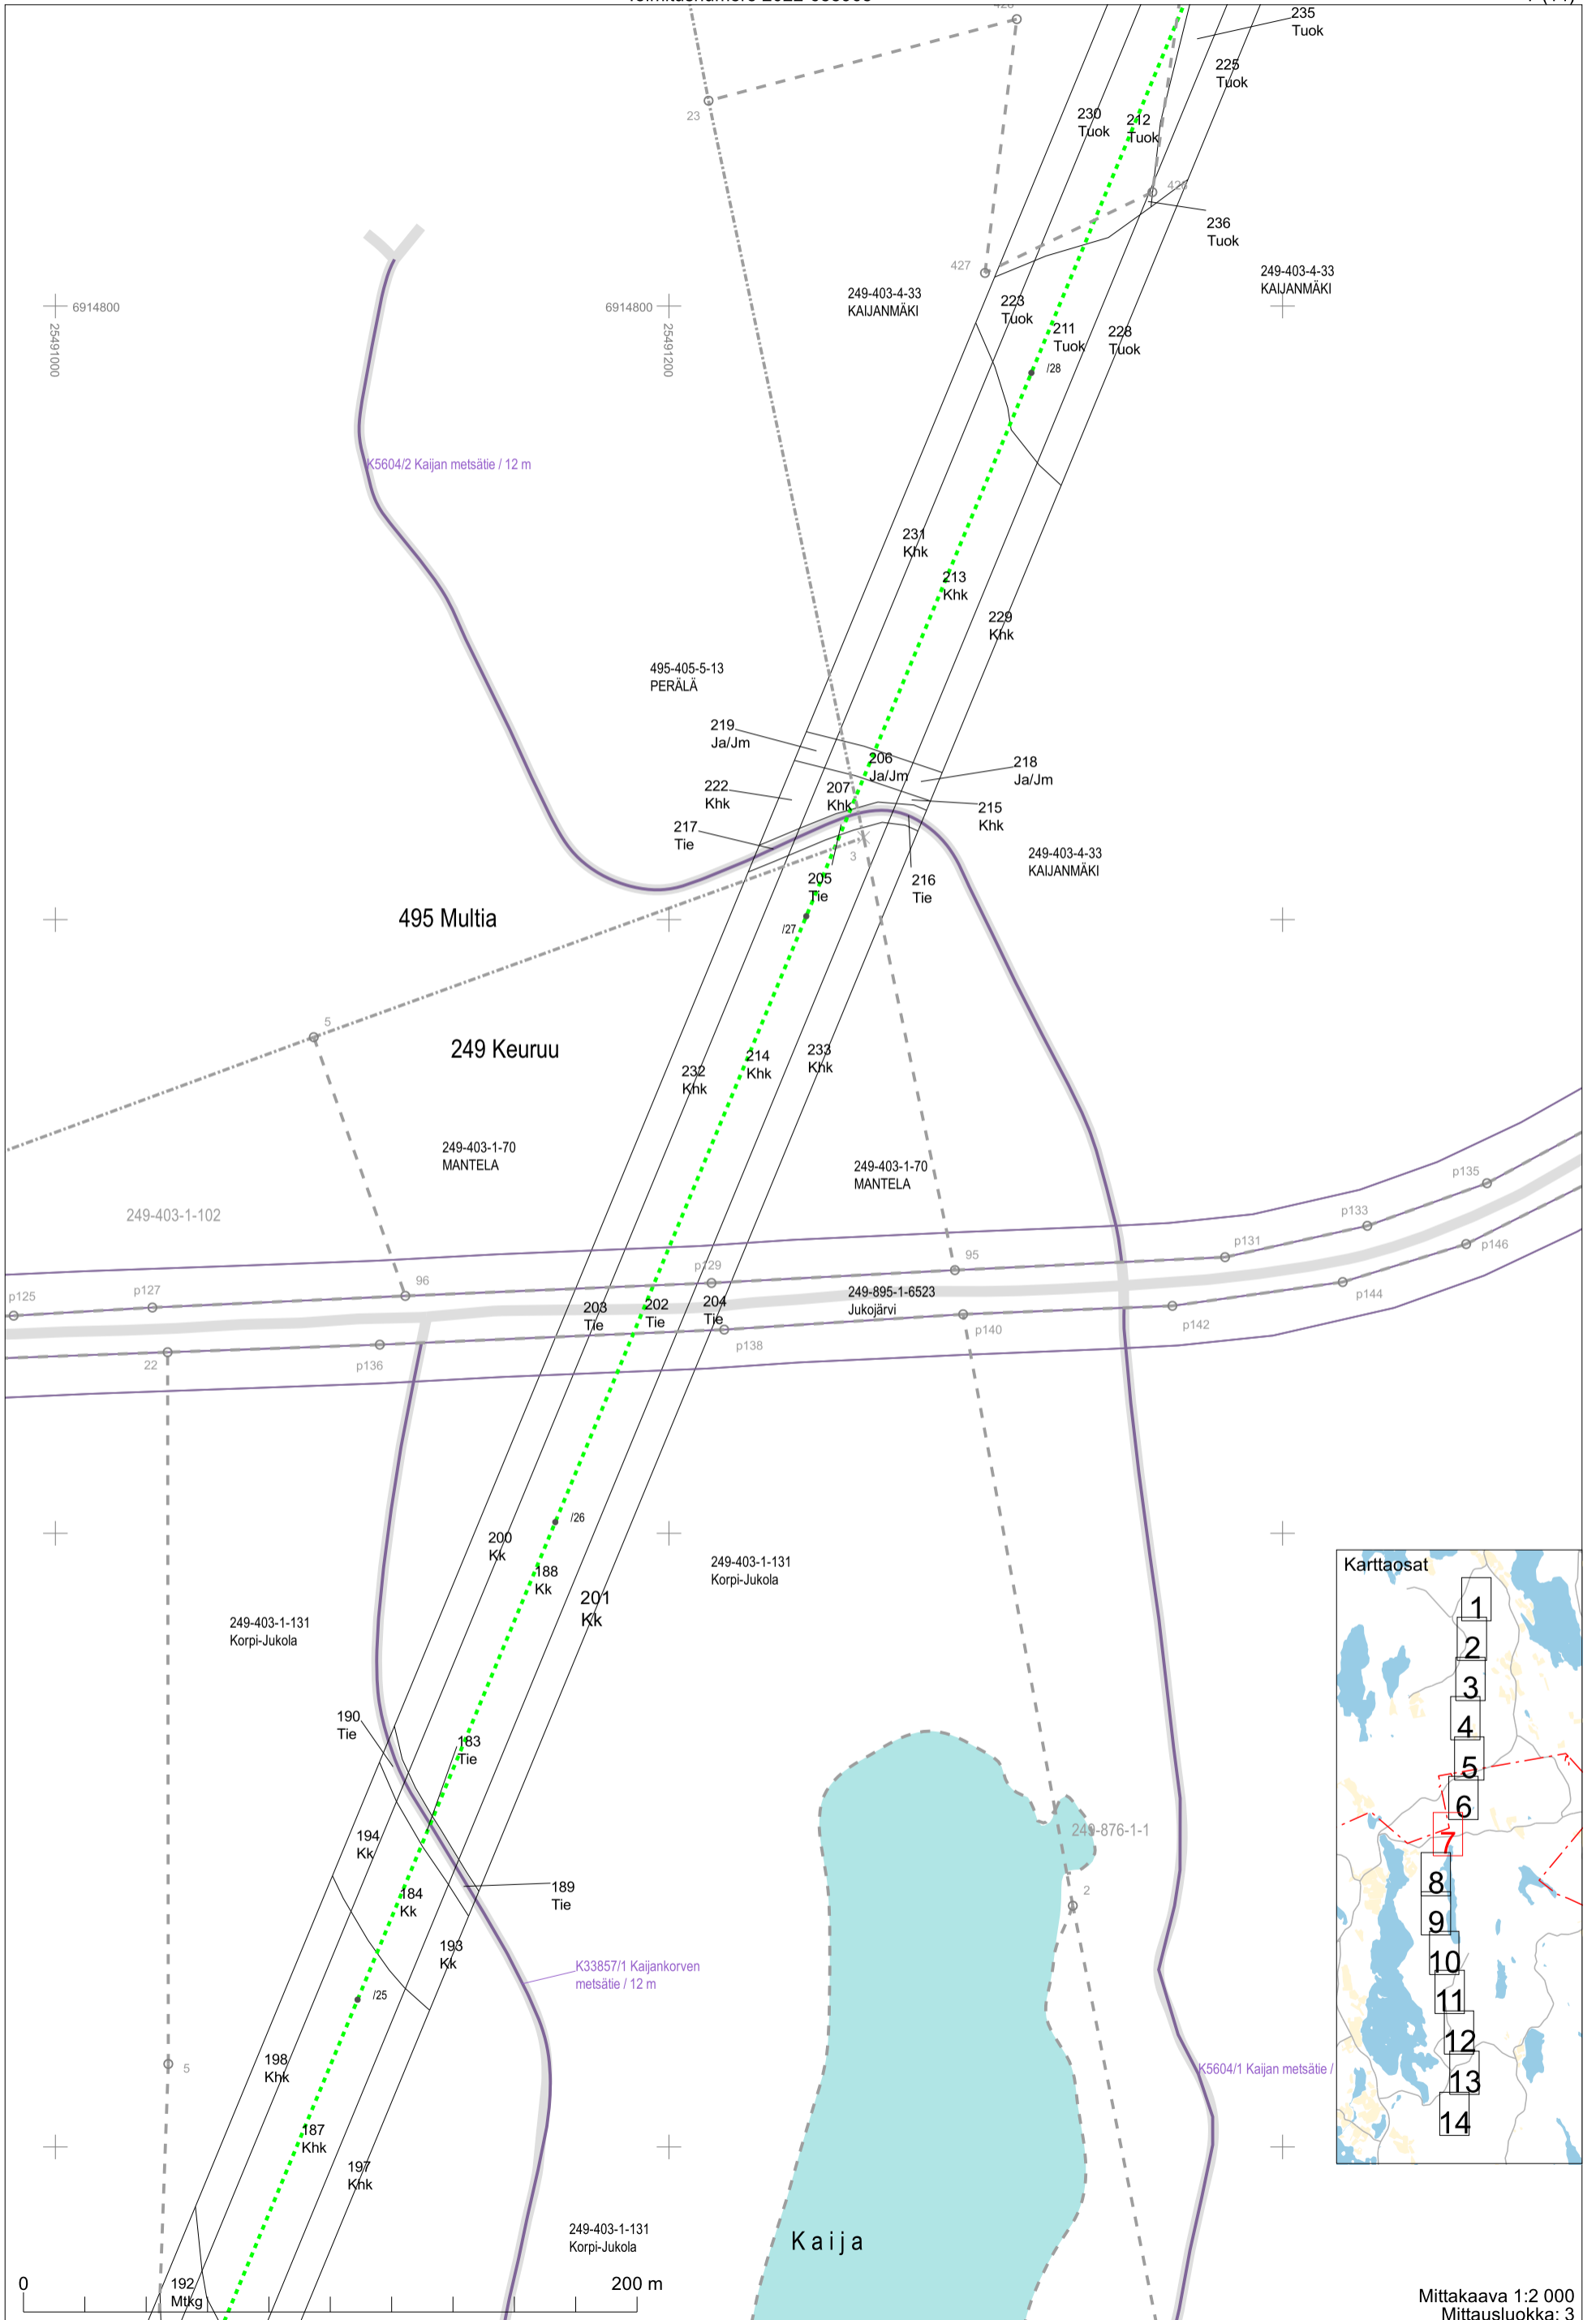 235
Tuok
225
Tuok
230
Tuok
212
Tuok
23
236
Tuok
427
249-403-4-33
KAIJANMÄKI
249-403-4-33
KAIJANMÄKI
6914800
25491000
6914800
25491200
223
Tuok
211
Tuok
228
Tuok
/28
K5604/2 Kaijan metsätie / 12 m
231
Khk
213
Khk
229
Khk
495-405-5-13
PERÄLÄ
219
Ja/Jm
206
Ja/Jm
218
Ja/Jm
222
Khk
207
Khk
215
Khk
217
Tie
3
249-403-4-33
KAIJANMÄKI
205
Tie
216
Tie
495 Multia
/27
5
249 Keuruu
232
Khk
214
Khk
233
Khk
249-403-1-70
MANTELA
249-403-1-70
MANTELA
249-403-1-102
p135
p133
p131
p146
95
p129
96
p127
p125
249-895-1-6523
Jukojärvi
p144
203
Tie
202
Tie
204
Tie
p142
p140
p138
p136
22
/26
200
Kk
188
Kk
201
Kk
249-403-1-131
Korpi-Jukola
249-403-1-131
Korpi-Jukola
190
Tie
183
Tie
194
Kk
184
Kk
189
Tie
193
Kk
249-876-1-1
2
K33857/1 Kaijankorven
metsätie / 12 m
/25
5
198
Khk
187
Khk
197
Khk
K5604/1 Kaijan metsätie /
249-403-1-131
Korpi-Jukola
Kaija
192
Mtkg
0
200 m
Karttaosat
1
2
3
4
5
6
7
8
9
10
11
12
13
14
Mittakaava 1:2 000
Mittausluokka: 3